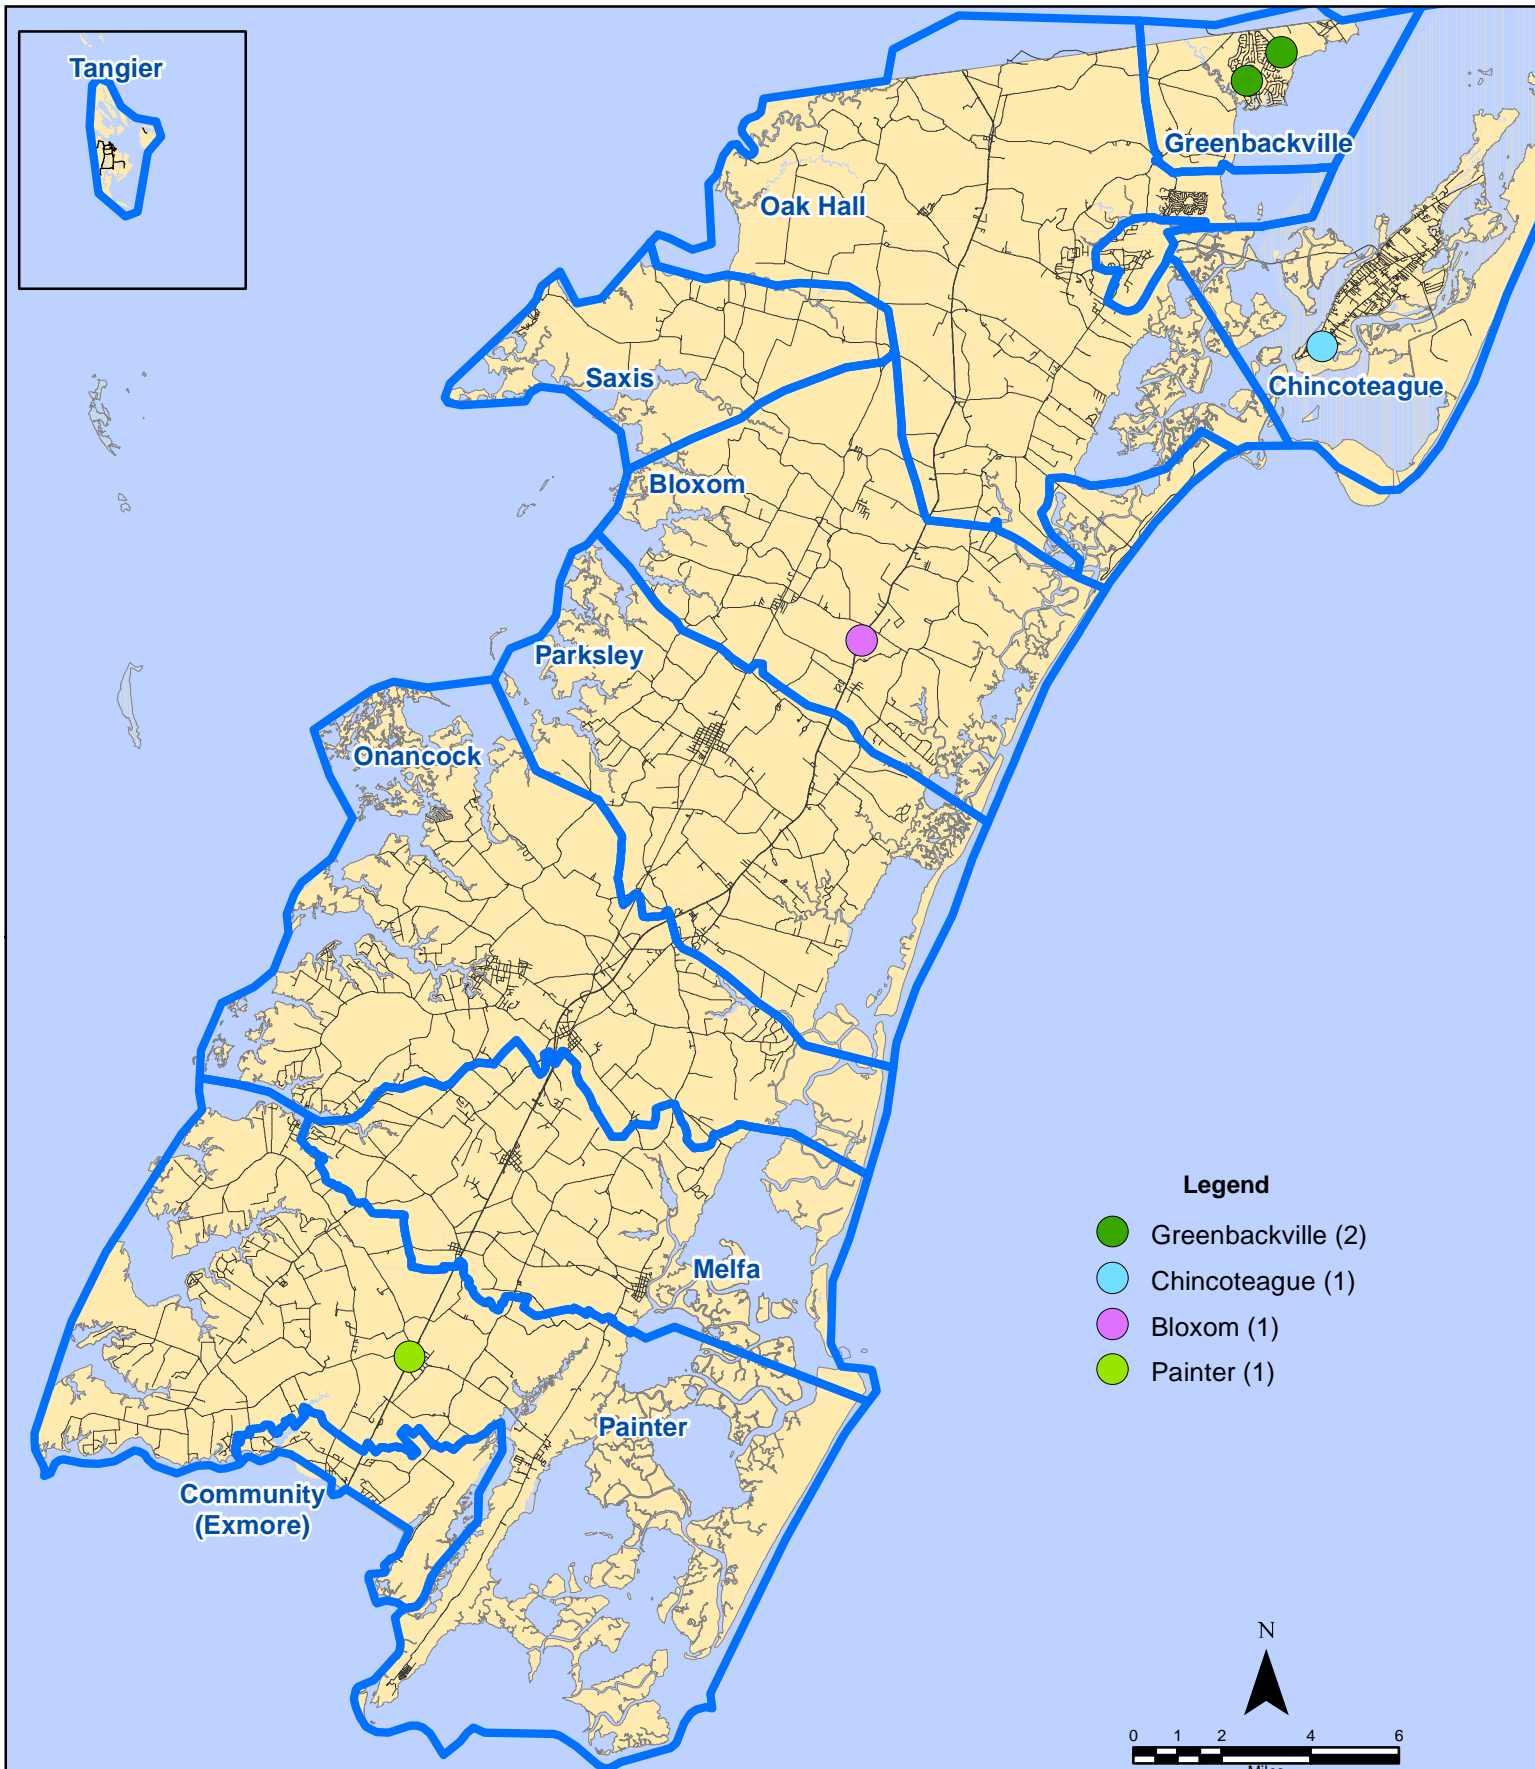 Tangier
Greenbackville
Oak Hall
Saxis
Chincoteague
Bloxom
Parksley
Onancock
Melfa
Painter
Community
(Exmore)
Legend
Greenbackville (2)
Chincoteague (1)
Bloxom (1)
Painter (1)
N
0 1 2 4 6
Miles